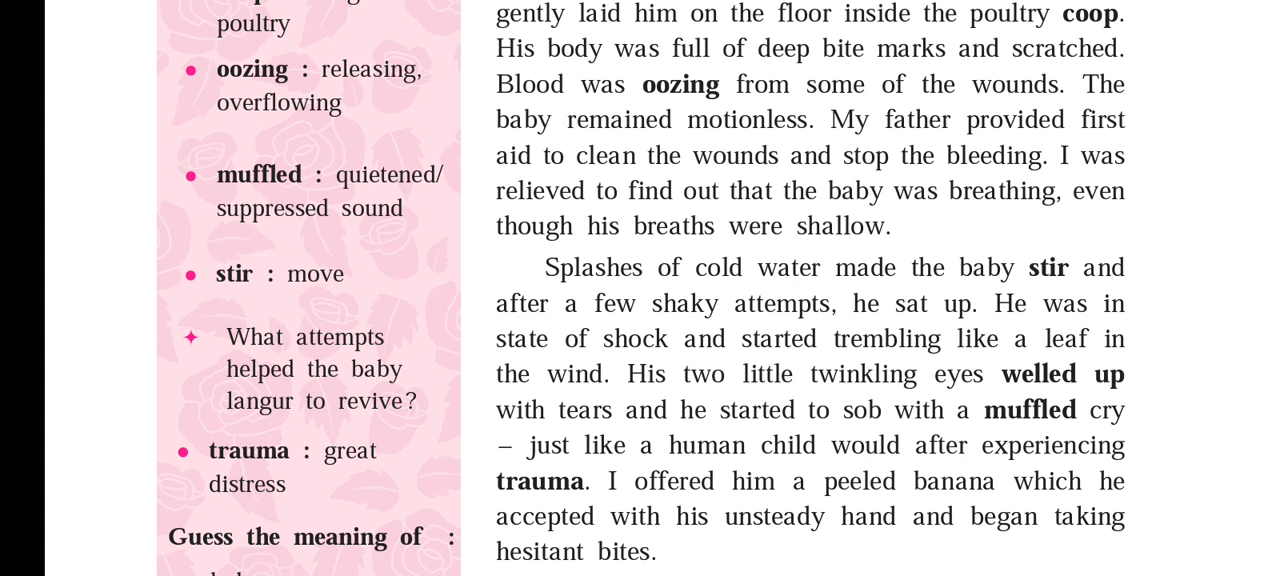 poultry
oozing : releasing,
overflowing
muffled : quietened/
suppressed sound
stir : move
What attempts
helped the baby
langur to revive?
trauma : great
distress
Guess the meaning of :
gently laid him on the floor inside the poultry coop.
His body was full of deep bite marks and scratched.
Blood was oozing from some of the wounds. The
baby remained motionless. My father provided first
aid to clean the wounds and stop the bleeding. I was
relieved to find out that the baby was breathing, even
though his breaths were shallow.
Splashes of cold water made the baby stir and
after a few shaky attempts, he sat up. He was in
state of shock and started trembling like a leaf in
the wind. His two little twinkling eyes welled up
with tears and he started to sob with a muffled cry
– just like a human child would after experiencing
trauma. I offered him a peeled banana which he
accepted with his unsteady hand and began taking
hesitant bites.